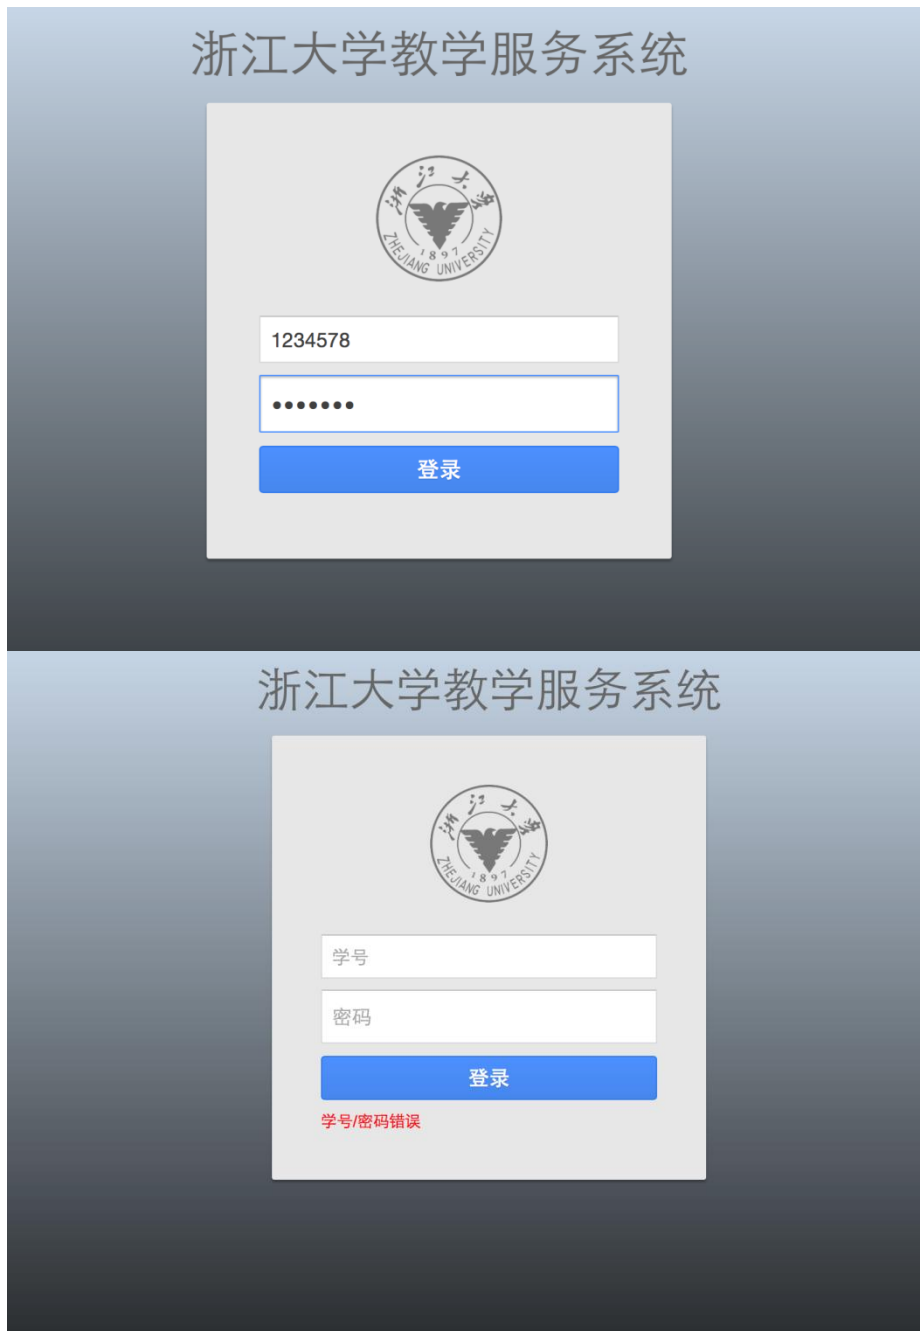 浙江大学教学服务系统
浙江大学
ZHEJIANG UNIVERSITY
1897
1234578
•••••••
登录
浙江大学教学服务系统
浙江大学
ZHEJIANG UNIVERSITY
1897
学号
密码
登录
学号/密码错误